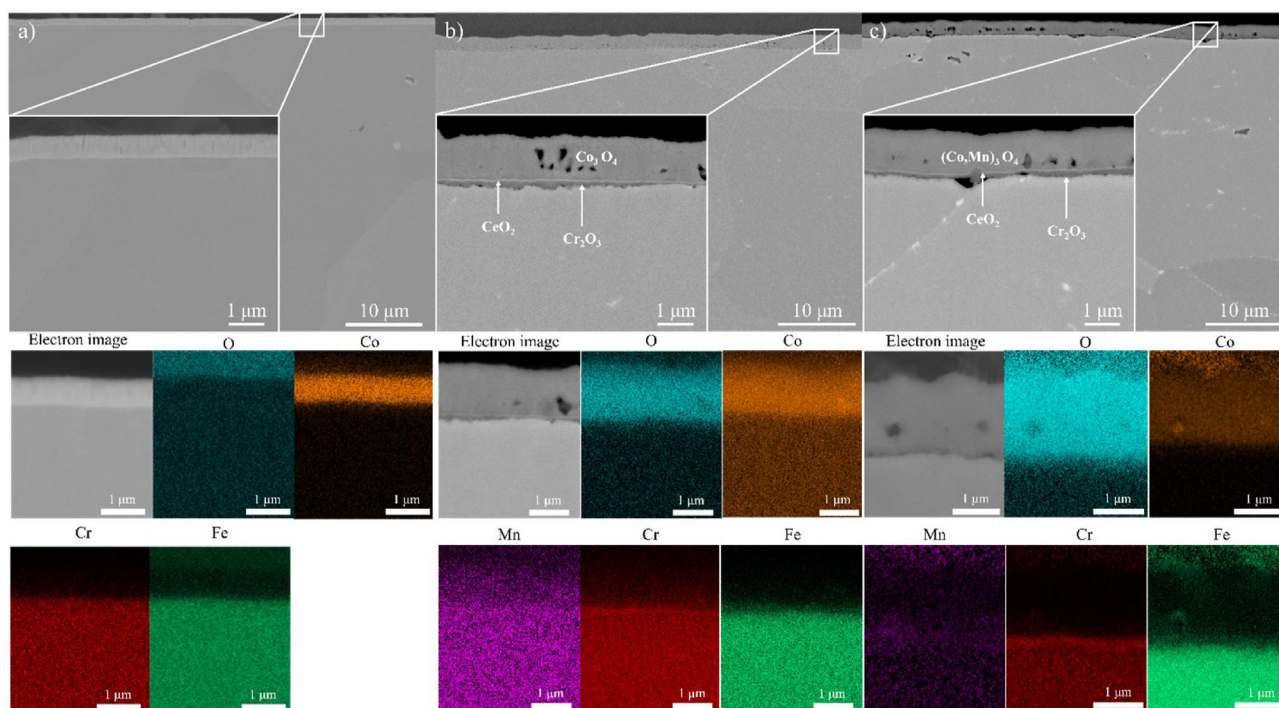 a)
b)
c)
Co₃O₄
(Co,Mn)₃O₄
CeO₂
Cr₂O₃
CeO₂
Cr₂O₃
1 μm
10 μm
1 μm
10 μm
1 μm
10 μm
Electron image O Co
Electron image O Co
Electron image O Co
1 μm 1 μm 1 μm
1 μm 1 μm 1 μm
1 μm 1 μm 1 μm
Cr Fe
Mn Cr Fe
Mn Cr Fe
1 μm 1 μm
1 μm 1 μm 1 μm
1 μm 1 μm 1 μm